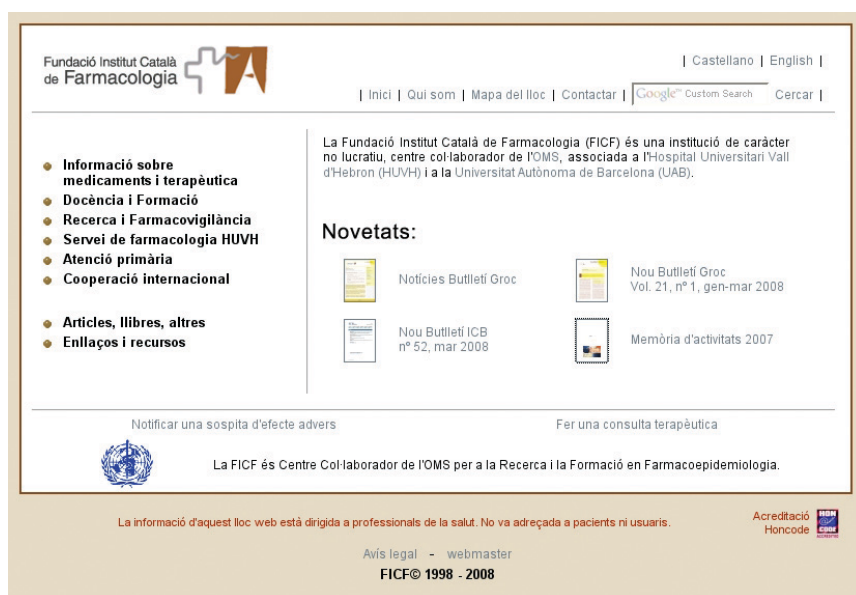 Fundació Institut Català
de Farmacologia
| Castellano | English |
| Inici | Qui som | Mapa del lloc | Contactar | Google™ Custom Search Cercar |
Informació sobre
medicaments i terapèutica
Docència i Formació
Recerca i Farmacovigilància
Servei de farmacologia HUVH
Atenció primària
Cooperació internacional
Articles, llibres, altres
Enllaços i recursos
La Fundació Institut Català de Farmacologia (FICF) és una institució de caràcter
no lucratiu, centre col·laborador de l'OMS, associada a l'Hospital Universitari Vall
d'Hebron (HUVH) i a la Universitat Autònoma de Barcelona (UAB).
Novetats:
Notícies Butlletí Groc
Nou Butlletí Groc
Vol. 21, nº 1, gen-mar 2008
Nou Butlletí ICB
nº 52, mar 2008
Memòria d'activitats 2007
Notificar una sospita d'efecte advers
Fer una consulta terapèutica
La FICF és Centre Col·laborador de l'OMS per a la Recerca i la Formació en Farmacoepidemiologia.
La informació d'aquest lloc web està dirigida a professionals de la salut. No va adreçada a pacients ni usuaris.
Acreditació
Honcode
HON
CODE
Avís legal - webmaster
FICF© 1998 - 2008